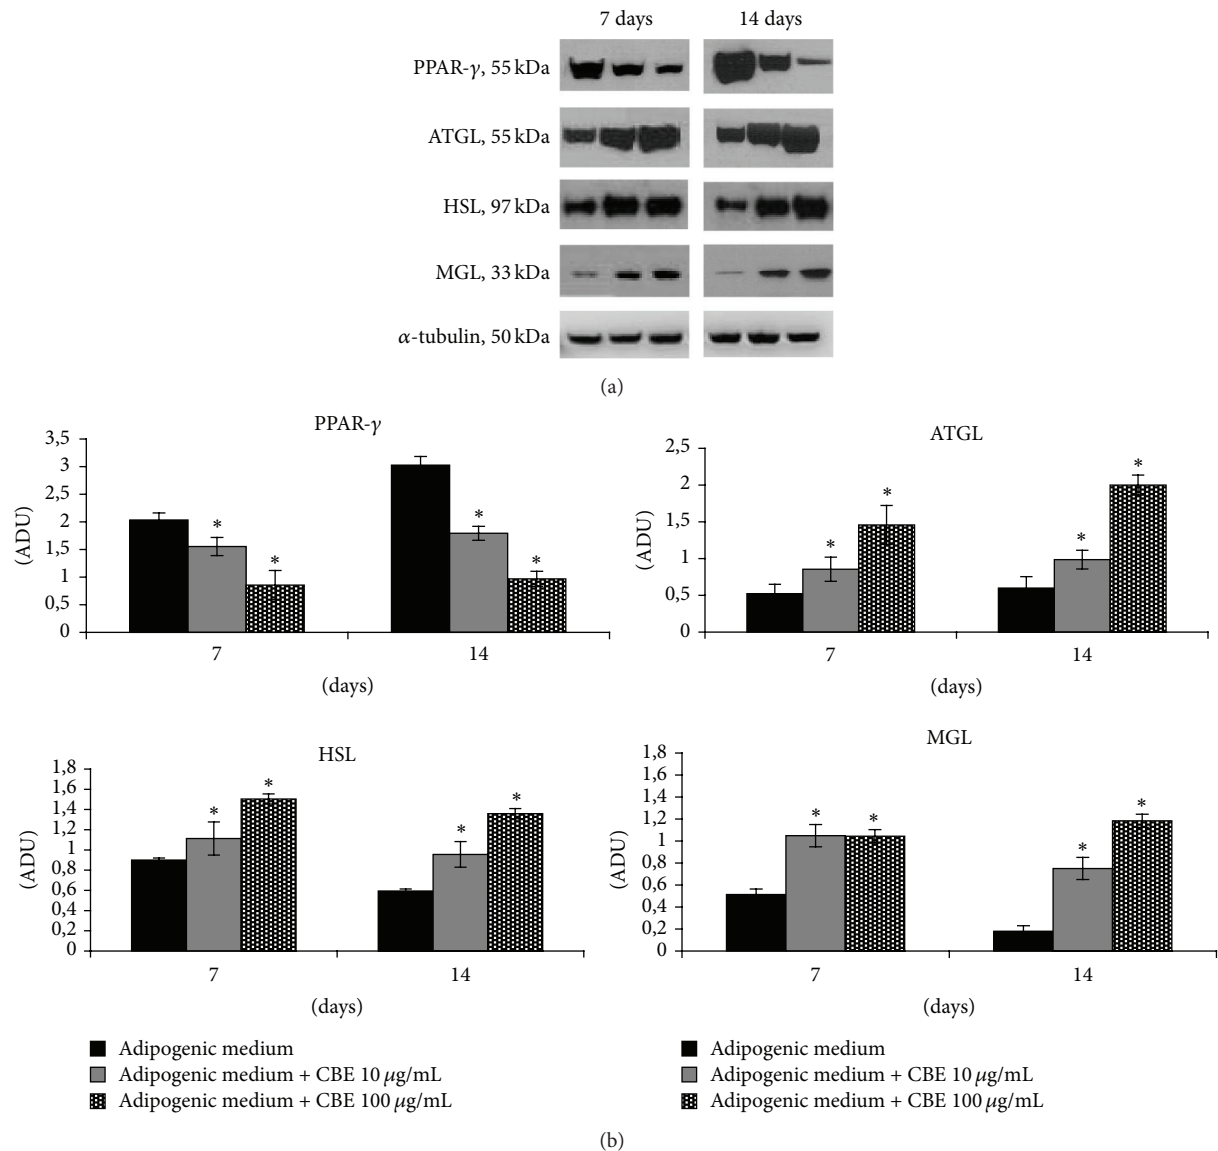 7 days 14 days
PPAR-γ, 55 kDa
ATGL, 55 kDa
HSL, 97 kDa
MGL, 33 kDa
α-tubulin, 50 kDa
(a)
PPAR-γ
3,5
3
2,5
2
1,5
1
0,5
0
(ADU)
* * * *
7 14
(days)
ATGL
2,5
2
1,5
1
0,5
0
(ADU)
* * * *
7 14
(days)
HSL
1,8
1,6
1,4
1,2
1
0,8
0,6
0,4
0,2
0
(ADU)
* * * *
7 14
(days)
MGL
1,8
1,6
1,4
1,2
1
0,8
0,6
0,4
0,2
0
(ADU)
* * * *
7 14
(days)
Adipogenic medium
Adipogenic medium + CBE 10 μg/mL
Adipogenic medium + CBE 100 μg/mL
Adipogenic medium
Adipogenic medium + CBE 10 μg/mL
Adipogenic medium + CBE 100 μg/mL
(b)